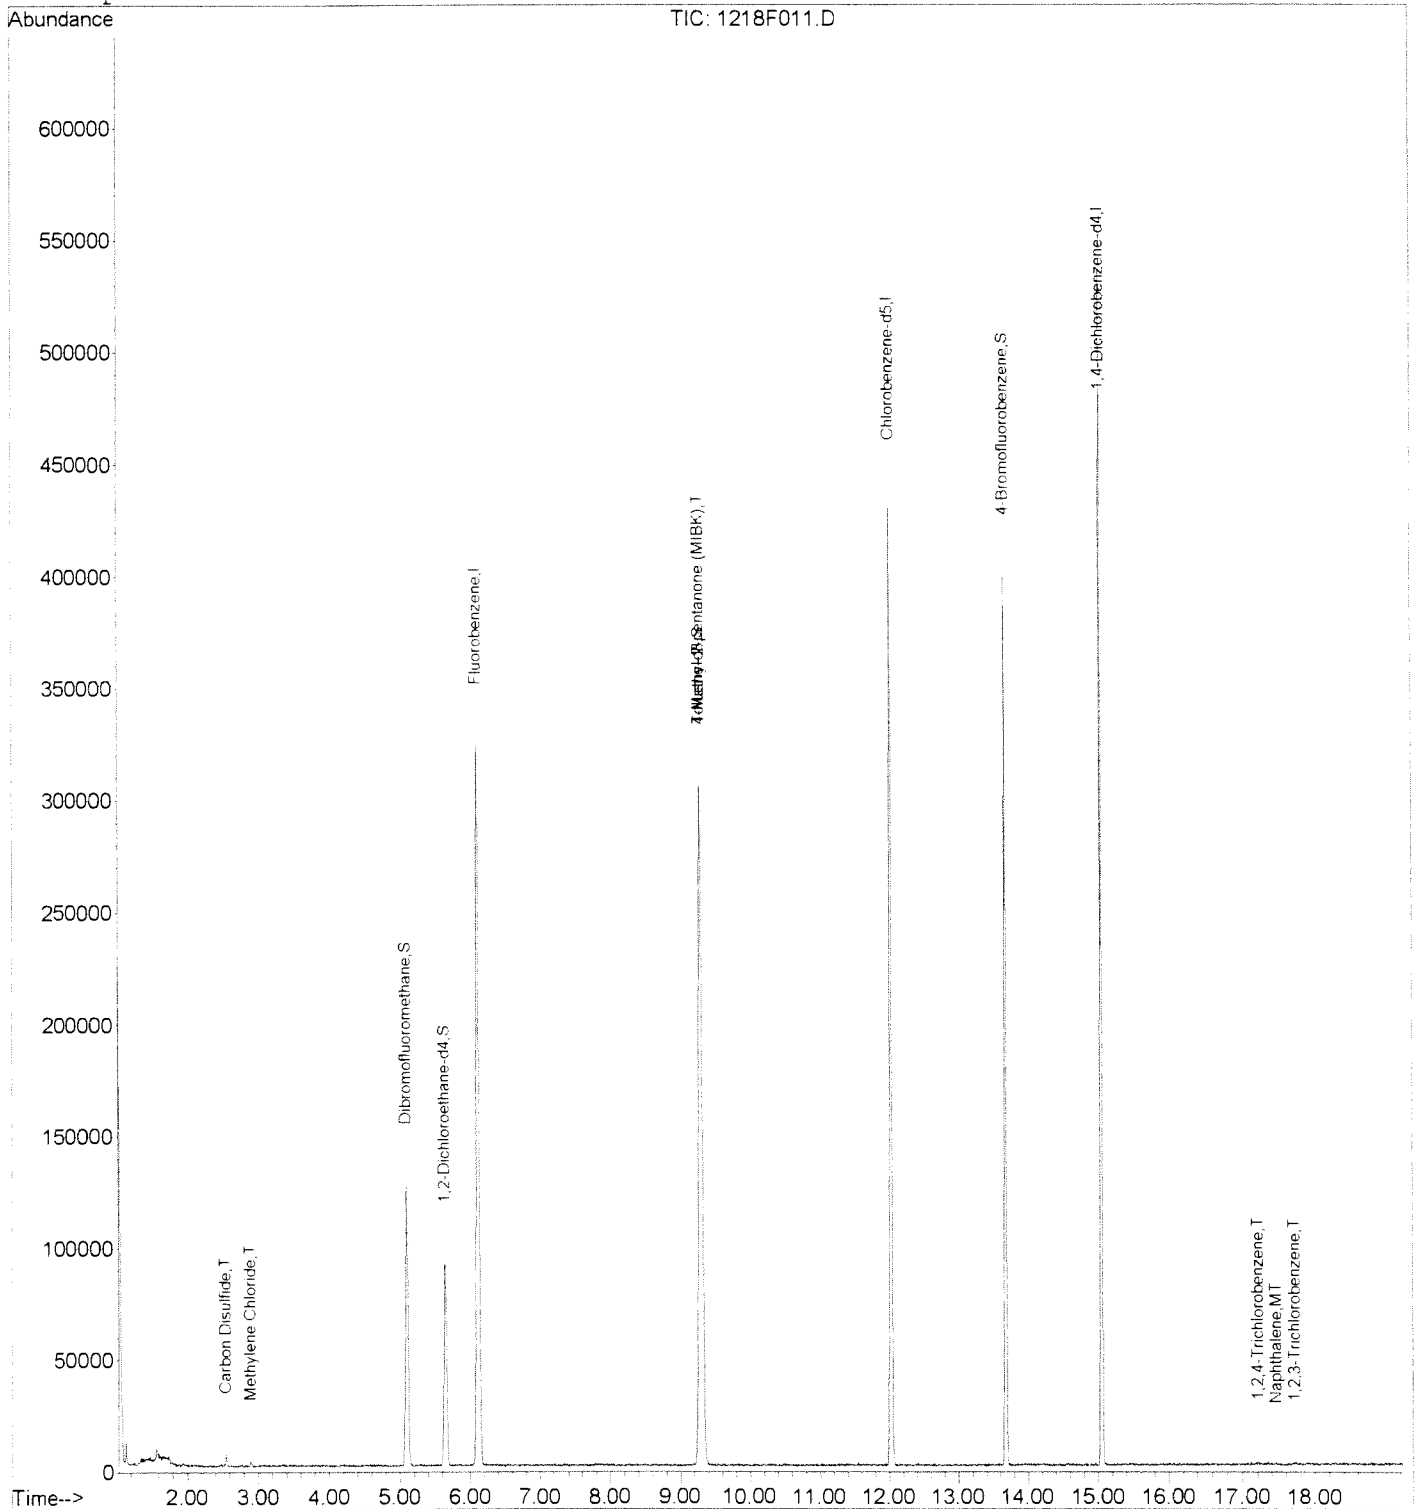 Abundance
TIC: 1218F011.D
600000
550000
500000
450000
400000
350000
300000
250000
200000
150000
100000
50000
0
Carbon Disulfide,T
Methylene Chloride,T
Dibromofluoromethane,S
1,2-Dichloroethane-d4,S
Fluorobenzene,I
pentanone (MIBK),T
Chlorobenzene-d5,I
4-Bromofluorobenzene,S
1,4-Dichlorobenzene-d4,I
1,2,4-Trichlorobenzene,T
Naphthalene,MT
1,2,3-Trichlorobenzene,T
Time-->
2.00 3.00 4.00 5.00 6.00 7.00 8.00 9.00 10.00 11.00 12.00 13.00 14.00 15.00 16.00 17.00 18.00